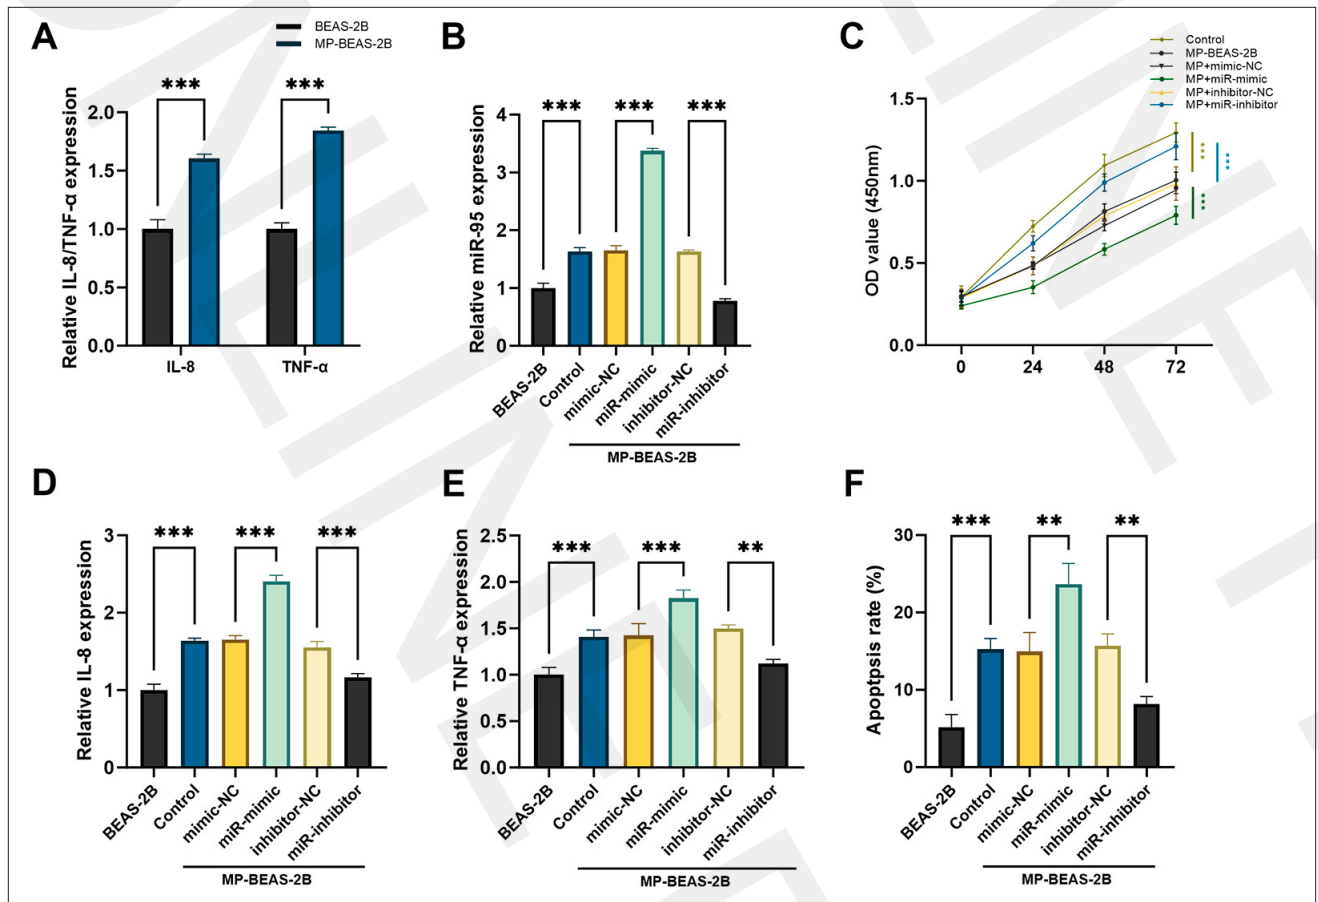 A
BEAS-2B
MP-BEAS-2B
Relative IL-8/TNF-α expression
2.0
1.5
1.0
0.5
0.0
***
***
IL-8
TNF-α
B
Relative miR-95 expression
4
3
2
1
0
***
***
***
BEAS-2B
Control
mimic-NC
miR-mimic
inhibitor-NC
miR-inhibitor
MP-BEAS-2B
C
Control
MP-BEAS-2B
MP+mimic-NC
MP+miR-mimic
MP+inhibitor-NC
MP+miR-inhibitor
OD value (450nm)
1.5
1.0
0.5
0.0
***
***
***
0
24
48
72
D
Relative IL-8 expression
3
2
1
0
***
***
***
BEAS-2B
Control
mimic-NC
miR-mimic
inhibitor-NC
miR-inhibitor
MP-BEAS-2B
E
Relative TNF-α expression
2.5
2.0
1.5
1.0
0.5
0.0
***
***
**
BEAS-2B
Control
mimic-NC
miR-mimic
inhibitor-NC
miR-inhibitor
MP-BEAS-2B
F
Apoptpsis rate (%)
30
20
10
0
***
**
**
BEAS-2B
Control
mimic-NC
miR-mimic
inhibitor-NC
miR-inhibitor
MP-BEAS-2B